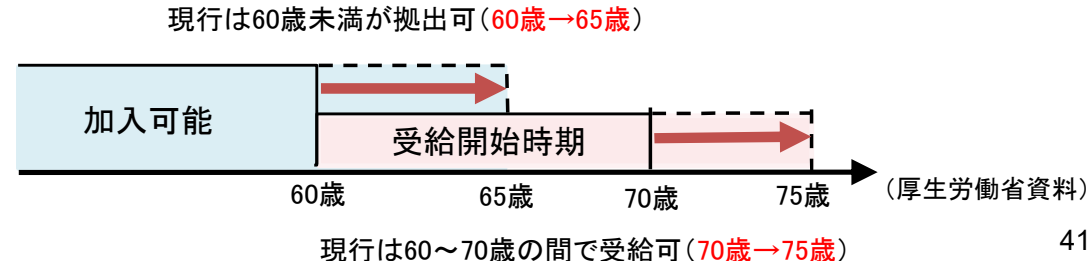 現行は60歳未満が拠出可（60歳→65歳）
加入可能
受給開始時期
60歳
65歳
70歳
75歳
（厚生労働省資料）
現行は60～70歳の間で受給可（70歳→75歳）
41